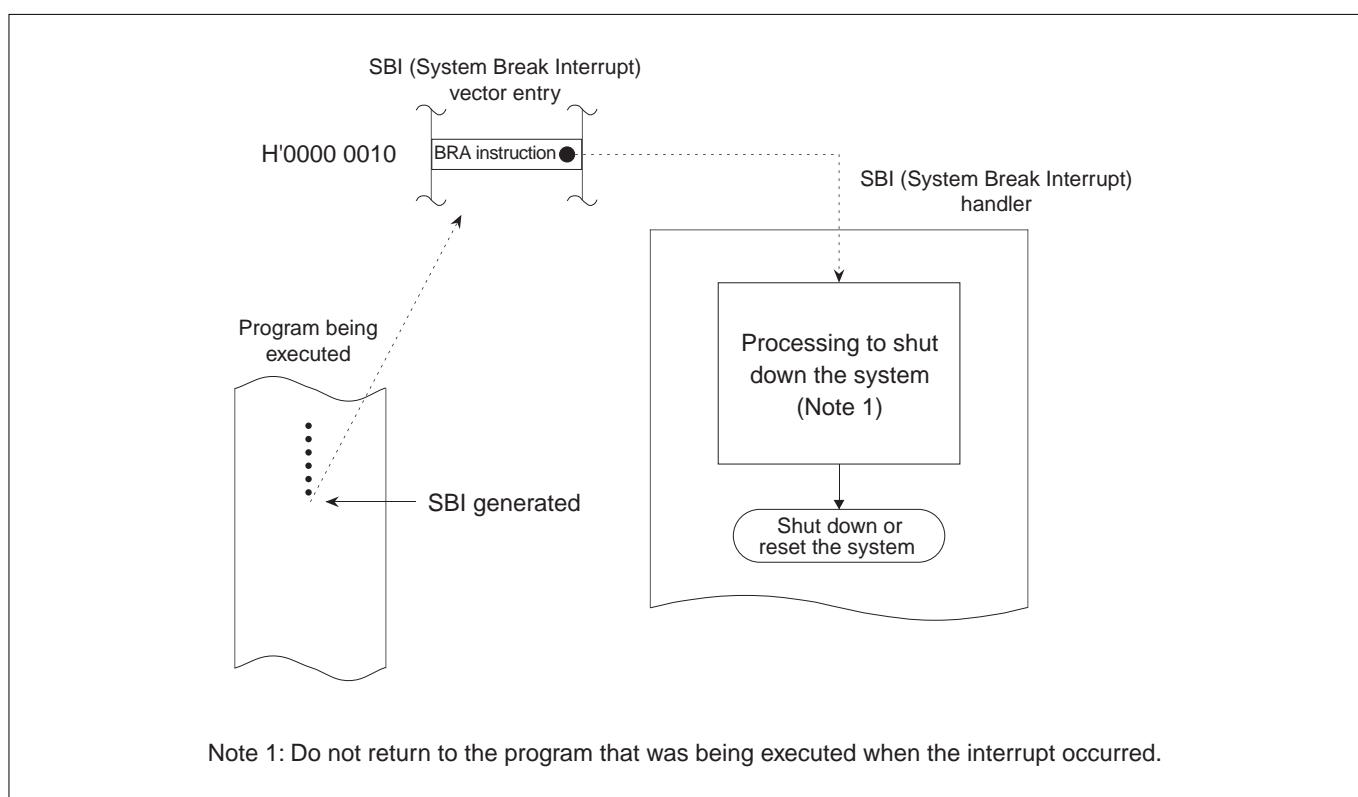 SBI (System Break Interrupt)
vector entry
H'0000 0010
BRA instruction
SBI (System Break Interrupt)
handler
Program being
executed
Processing to shut
down the system
(Note 1)
SBI generated
Shut down or
reset the system
Note 1: Do not return to the program that was being executed when the interrupt occurred.